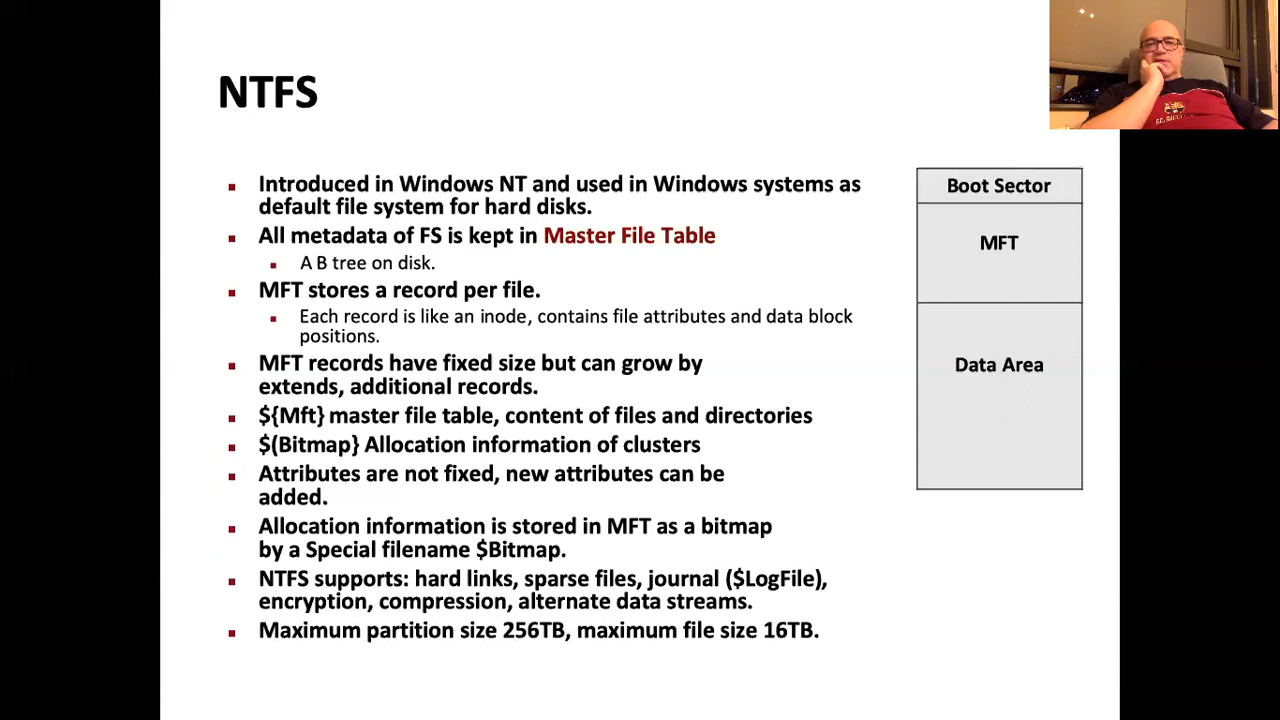 NTFS
Introduced in Windows NT and used in Windows systems as
default file system for hard disks.
All metadata of FS is kept in Master File Table
A B tree on disk.
MFT stores a record per file.
Each record is like an inode, contains file attributes and data block
positions.
MFT records have fixed size but can grow by
extends, additional records.
${Mft} master file table, content of files and directories
$(Bitmap} Allocation information of clusters
Attributes are not fixed, new attributes can be
added.
Allocation information is stored in MFT as a bitmap
by a Special filename $Bitmap.
NTFS supports: hard links, sparse files, journal ($LogFile),
encryption, compression, alternate data streams.
Maximum partition size 256TB, maximum file size 16TB.
Boot Sector
MFT
Data Area